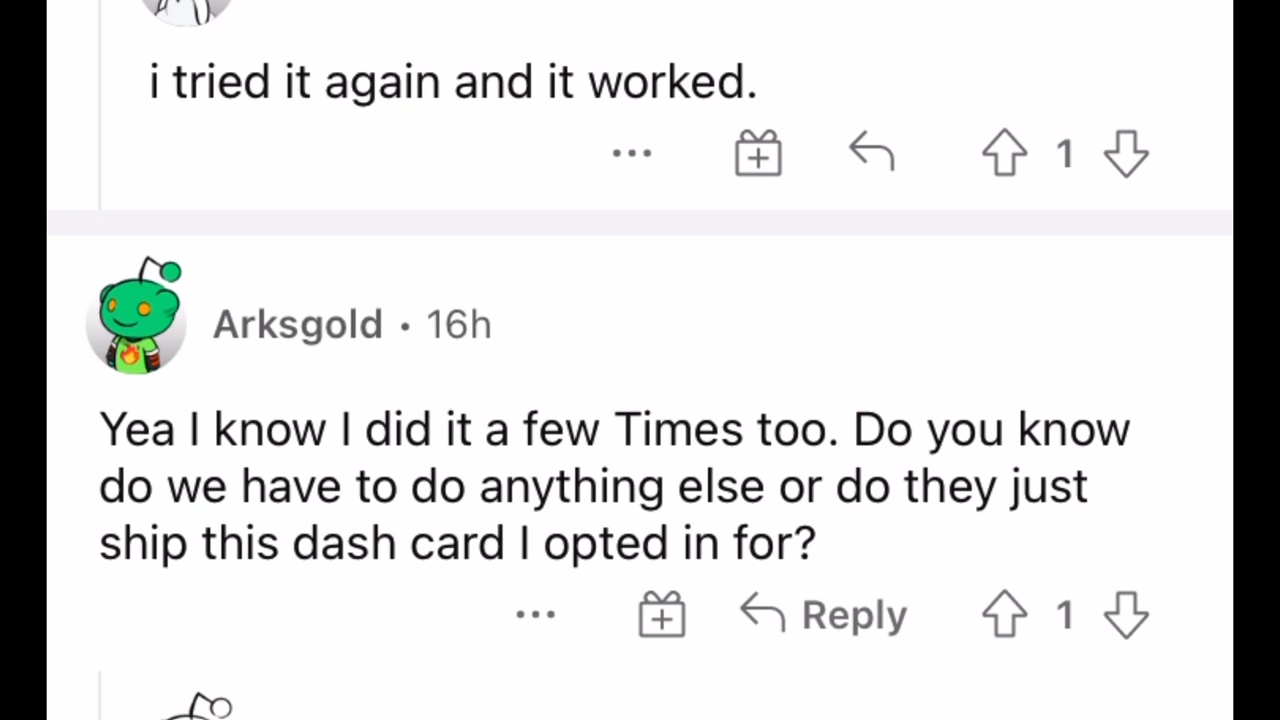 i tried it again and it worked.
1
Arksgold • 16h
Yea I know I did it a few Times too. Do you know
do we have to do anything else or do they just
ship this dash card I opted in for?
Reply 1